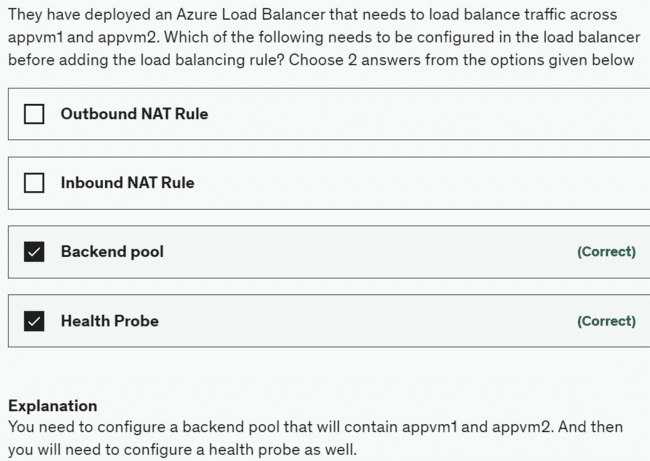 They have deployed an Azure Load Balancer that needs to load balance traffic across
appvm1 and appvm2. Which of the following needs to be configured in the load balancer
before adding the load balancing rule? Choose 2 answers from the options given below
Outbound NAT Rule
Inbound NAT Rule
Backend pool (Correct)
Health Probe (Correct)
Explanation
You need to configure a backend pool that will contain appvm1 and appvm2. And then
you will need to configure a health probe as well.